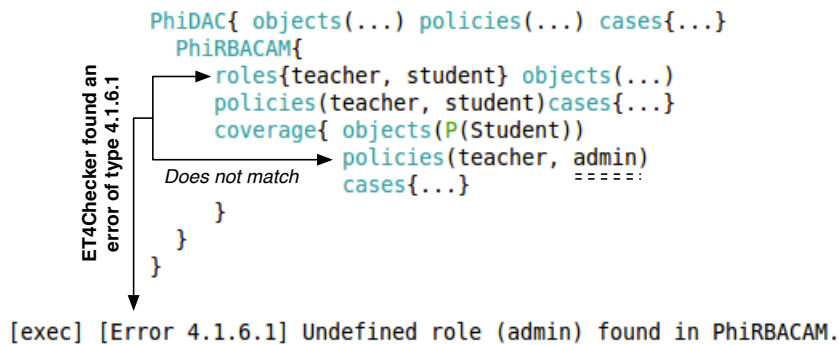 PhiDAC{ objects(...) policies(...) cases{...}
PhiRBACAM{
roles{teacher, student} objects(...)
policies(teacher, student)cases{...}
coverage{ objects(P(Student))
policies(teacher, admin)
cases{...}
}
}
}
ET4Checker found an
error of type 4.1.6.1
Does not match
[exec] [Error 4.1.6.1] Undefined role (admin) found in PhiRBACAM.